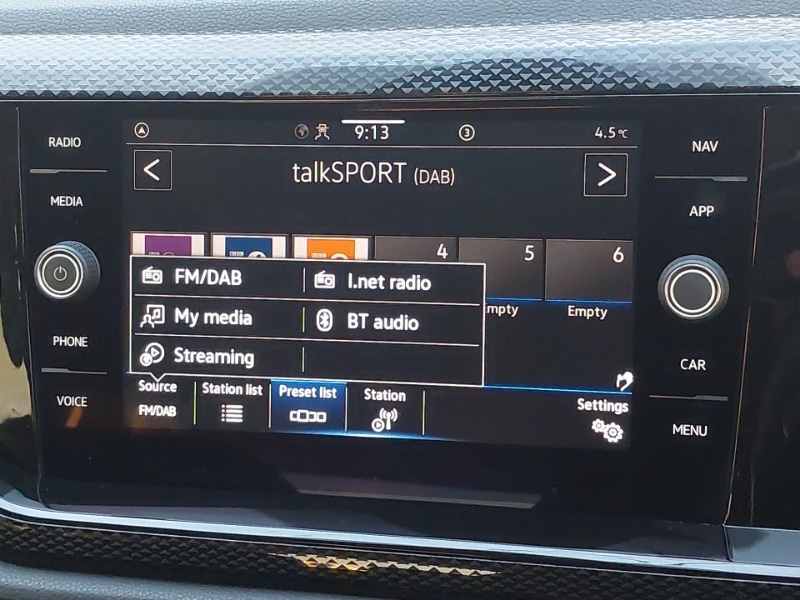 RADIO
MEDIA
PHONE
VOICE
9:13
3
4.5°C
talkSPORT (DAB)
4
5
6
Empty
FM/DAB
I.net radio
My media
BT audio
Streaming
Source
FM/DAB
Station list
Preset list
Station
Settings
NAV
APP
CAR
MENU